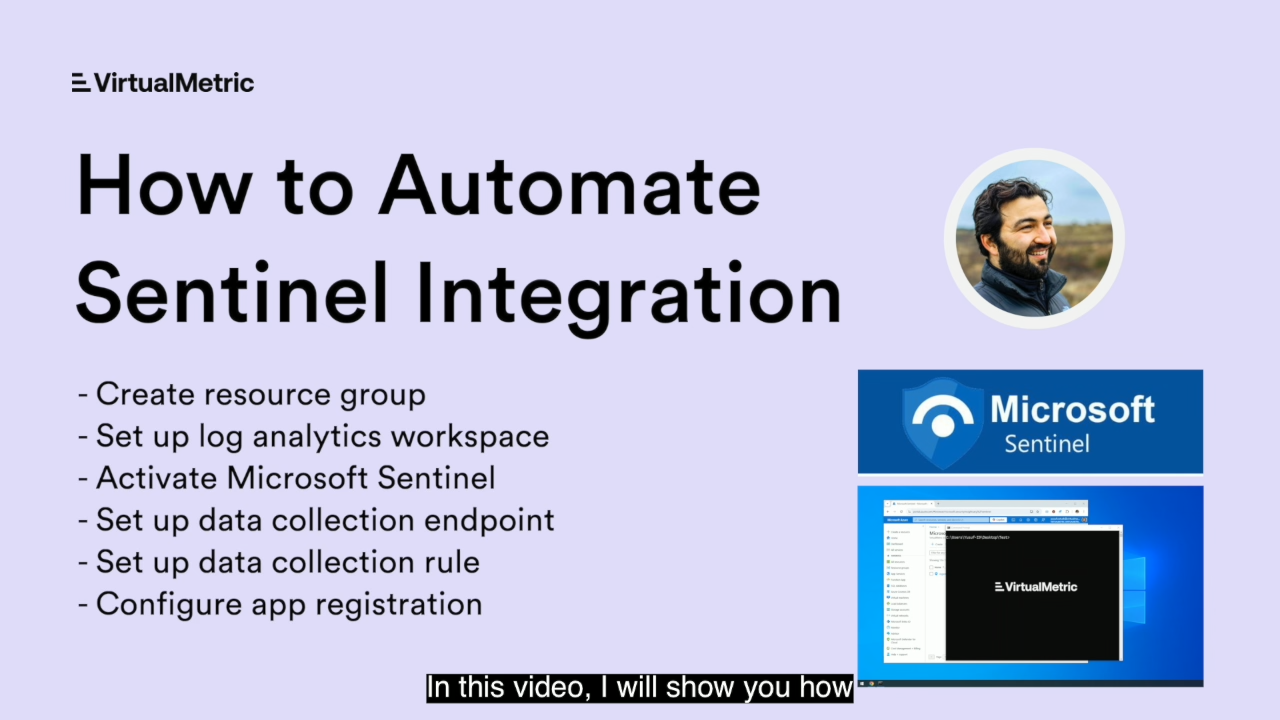 VirtualMetric
How to Automate
Sentinel Integration
- Create resource group
- Set up log analytics workspace
- Activate Microsoft Sentinel
- Set up data collection endpoint
- Set up data collection rule
- Configure app registration
Microsoft
Sentinel
VirtualMetric
In this video, I will show you how